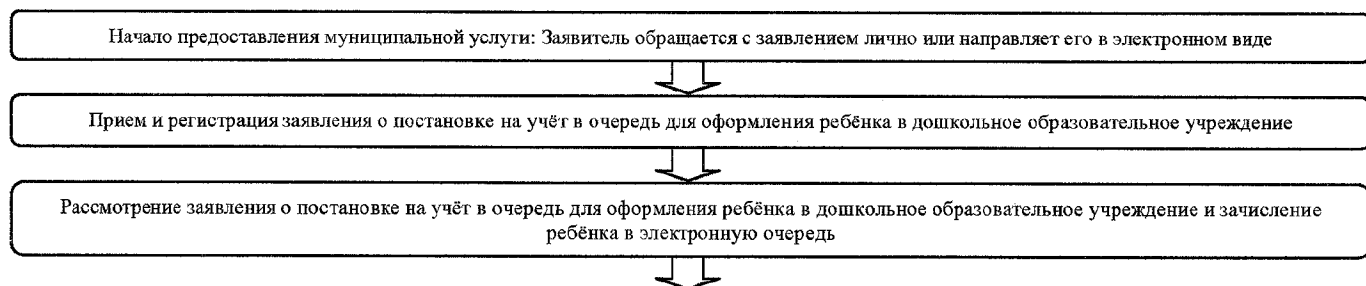 Начало предоставления муниципальной услуги: Заявитель обращается с заявлением лично или направляет его в электронном виде
Прием и регистрация заявления о постановке на учёт в очередь для оформления ребёнка в дошкольное образовательное учреждение
Рассмотрение заявления о постановке на учёт в очередь для оформления ребёнка в дошкольное образовательное учреждение и зачисление
ребёнка в электронную очередь